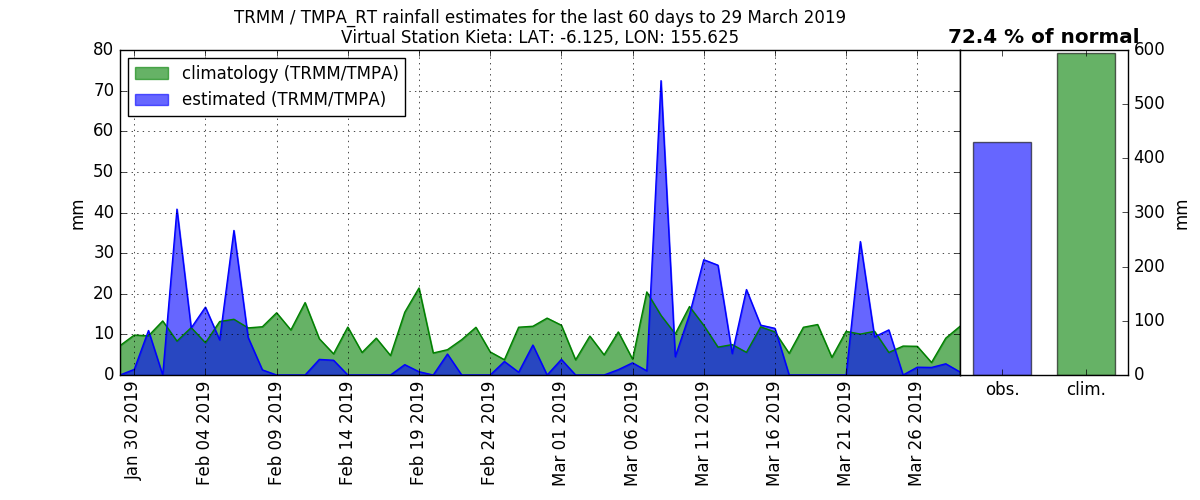 TRMM / TMPA_RT rainfall estimates for the last 60 days to 29 March 2019
Virtual Station Kieta: LAT: -6.125, LON: 155.625
72.4 % of normal
climatology (TRMM/TMPA)
estimated (TRMM/TMPA)
mm
80
70
60
50
40
30
20
10
0
Jan 30 2019
Feb 04 2019
Feb 09 2019
Feb 14 2019
Feb 19 2019
Feb 24 2019
Mar 01 2019
Mar 06 2019
Mar 11 2019
Mar 16 2019
Mar 21 2019
Mar 26 2019
obs.
clim.
600
500
400
300
200
100
0
mm